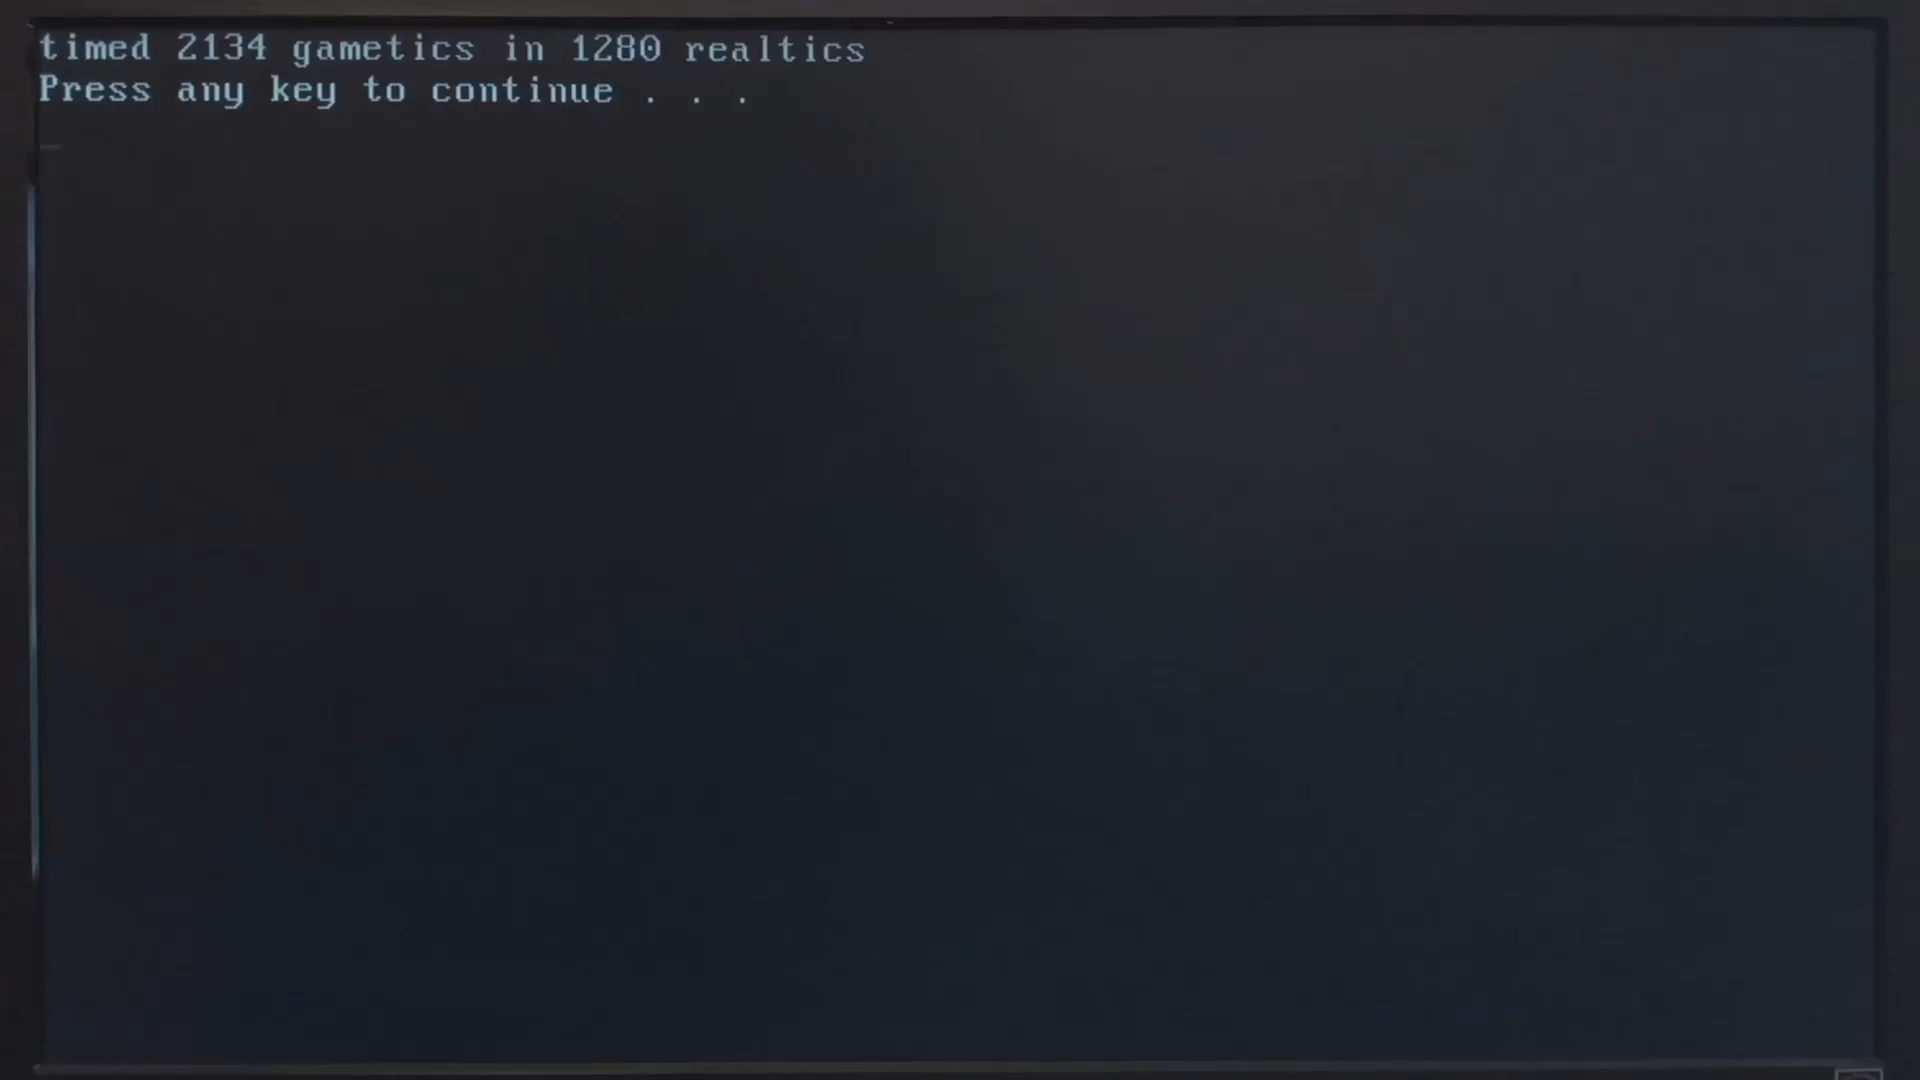 timed 2134 gametics in 1280 realtics
Press any key to continue . . .